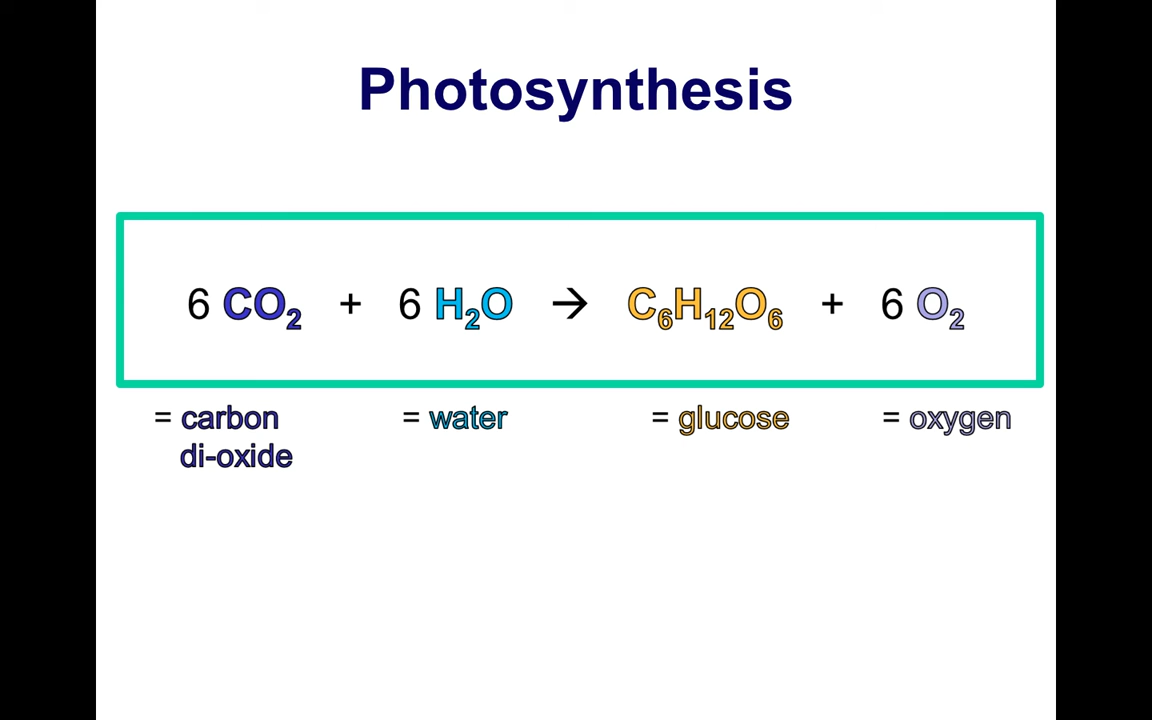 Photosynthesis
6 CO₂ + 6 H₂O → C₆H₁₂O₆ + 6 O₂
= carbon = water = glucose = oxygen
di-oxide